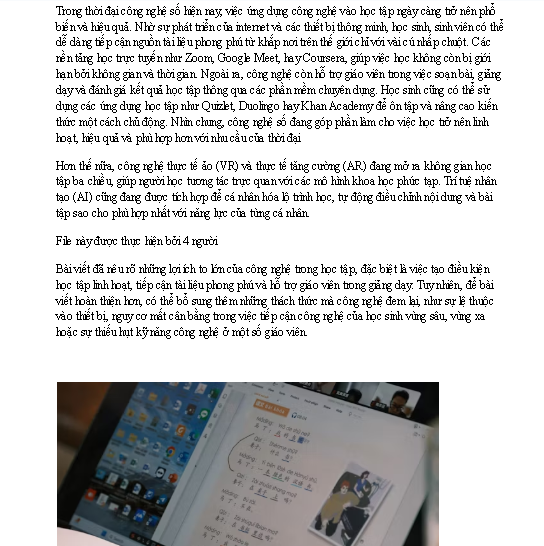 Trong thời đại công nghệ số hiện nay, việc ứng dụng công nghệ vào học tập ngày càng trở nên phổ
biến và hiệu quả. Nhờ sự phát triển của internet và các thiết bị thông minh, học sinh, sinh viên có thể
dễ dàng tiếp cận nguồn tài liệu phong phú từ khắp nơi trên thế giới chỉ với vài cú nhấp chuột. Các
nền tảng học trực tuyến như Zoom, Google Meet, hay Coursera, giúp việc học không còn bị giới
hạn bởi không gian và thời gian. Ngoài ra, công nghệ còn hỗ trợ giáo viên trong việc soạn bài, giảng
dạy và đánh giá kết quả học tập thông qua các phần mềm chuyên dụng. Học sinh cũng có thể sử
dụng các ứng dụng học tập như Quizlet, Duolingo hay Khan Academy để ôn tập và nâng cao kiến
thức một cách chủ động. Nhìn chung, công nghệ số đang góp phần làm cho việc học trở nên linh
hoạt, hiệu quả và phù hợp hơn với nhu cầu của thời đại
Hơn thế nữa, công nghệ thực tế ảo (VR) và thực tế tăng cường (AR) đang mở ra không gian học
tập ba chiều, giúp người học tương tác trực quan với các mô hình khoa học phức tạp. Trí tuệ nhân
tạo (AI) cũng đang được tích hợp để cá nhân hóa lộ trình học, tự động điều chỉnh nội dung và bài
tập sao cho phù hợp nhất với năng lực của từng cá nhân.
File này được thực hiện bởi 4 người
Bài viết đã nêu rõ những lợi ích to lớn của công nghệ trong học tập, đặc biệt là việc tạo điều kiện
học tập linh hoạt, tiếp cận tài liệu phong phú và hỗ trợ giáo viên trong giảng dạy. Tuy nhiên, để bài
viết hoàn thiện hơn, có thể bổ sung thêm những thách thức mà công nghệ đem lại, như sự lệ thuộc
vào thiết bị, nguy cơ mất cân bằng trong việc tiếp cận công nghệ của học sinh vùng sâu, vùng xa
hoặc sự thiếu hụt kỹ năng công nghệ ở một số giáo viên.